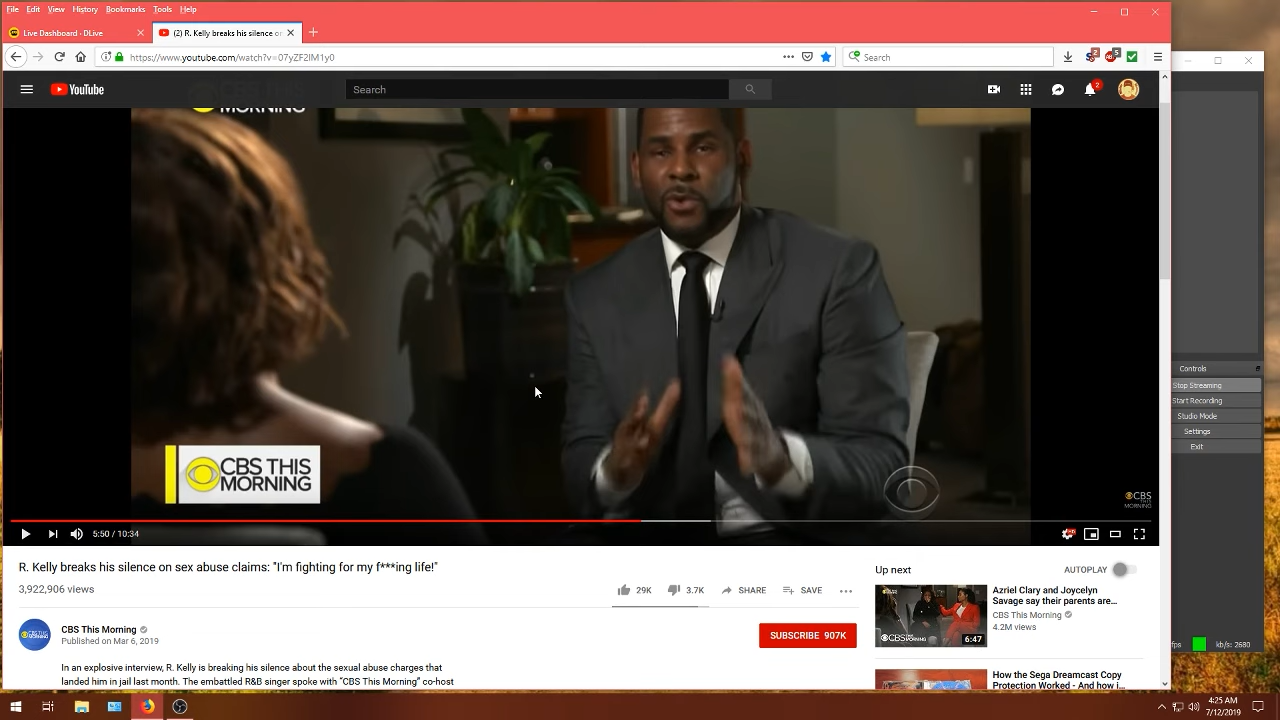 File Edit View History Bookmarks Tools Help
Live Dashboard - DLive
(2) R. Kelly breaks his silence o
https://www.youtube.com/watch?v=07yZF2IM1y0
Search
2
5
YouTube
Search
2
MORNING
CBS THIS
MORNING
CBS
MORNING
5:50 / 10:34
HD
R. Kelly breaks his silence on sex abuse claims: "I'm fighting for my f***ing life!"
3,922,906 views
29K
3.7K
SHARE
SAVE
CBS This Morning
Published on Mar 6, 2019
SUBSCRIBE 907K
In an explosive interview, R. Kelly is breaking his silence about the sexual abuse charges that
landed him in jail last month. The embattled R&B singer spoke with "CBS This Morning" co-host
Up next
AUTOPLAY
6:47
Azriel Clary and Joycelyn
Savage say their parents are...
CBS This Morning
4.2M views
How the Sega Dreamcast Copy
Protection Worked - And how i...
Controls
Stop Streaming
Start Recording
Studio Mode
Settings
Exit
fps
kb/s: 2680
4:25 AM
7/12/2019